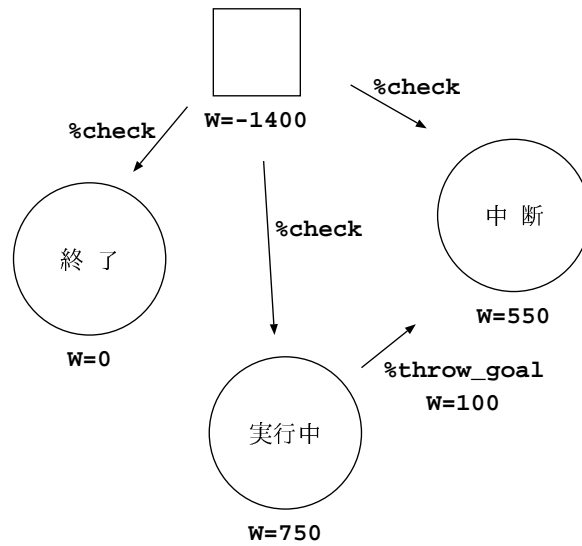 W=-1400
%check
%check
%check
終 了
W=0
中 断
W=550
%throw_goal
W=100
実行中
W=750